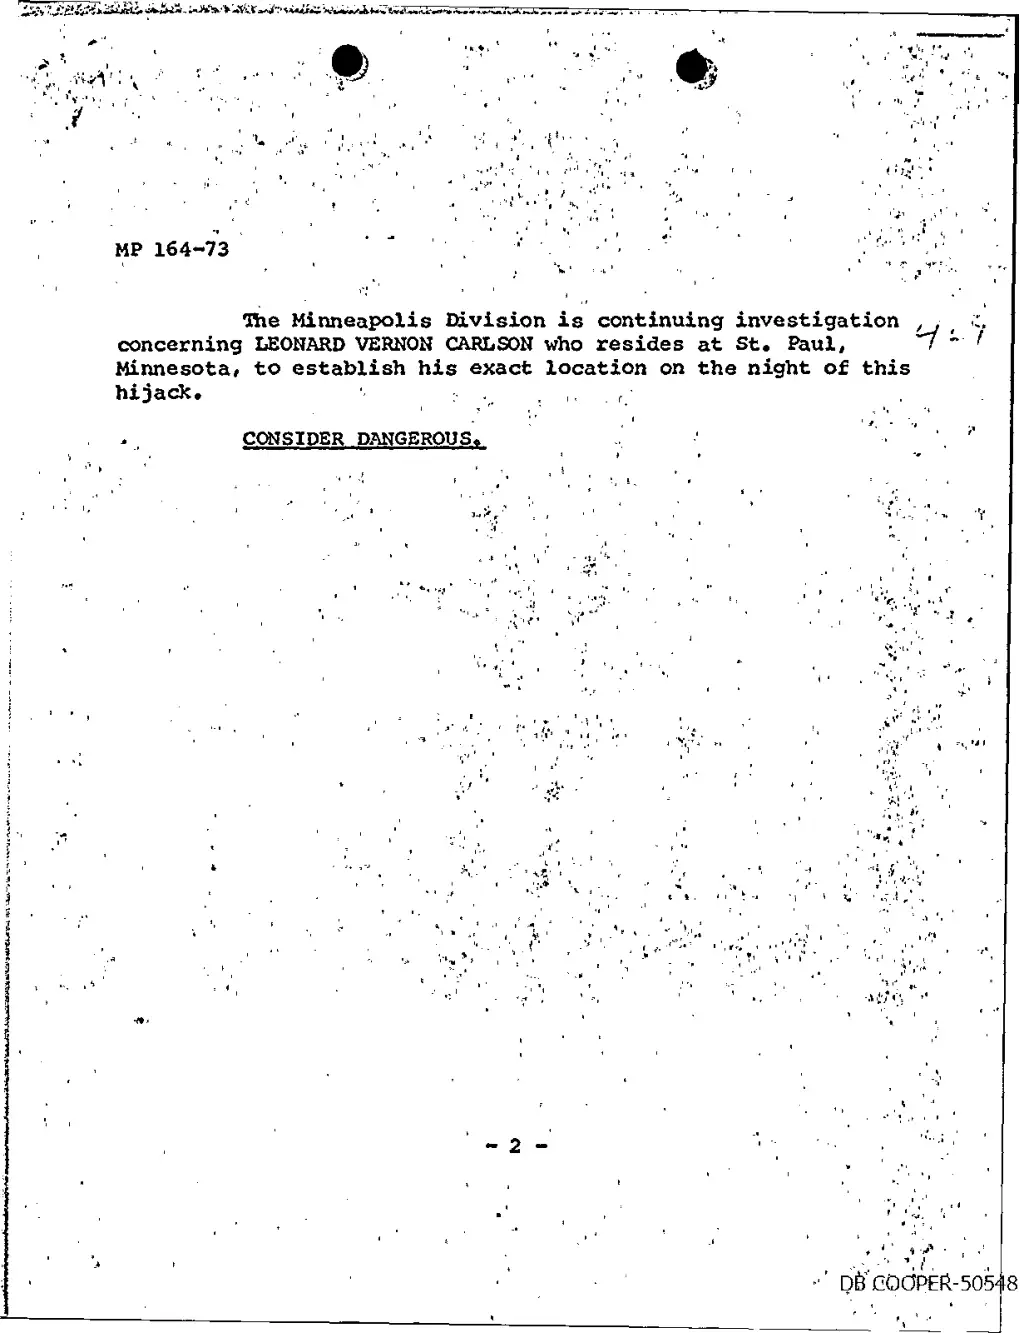 MP 164-73
The Minneapolis Division is continuing investigation
concerning LEONARD VERNON CARLSON who resides at St. Paul,
Minnesota, to establish his exact location on the night of this
hijack.
CONSIDER DANGEROUS.
- 2 -
DB COOPER-50548